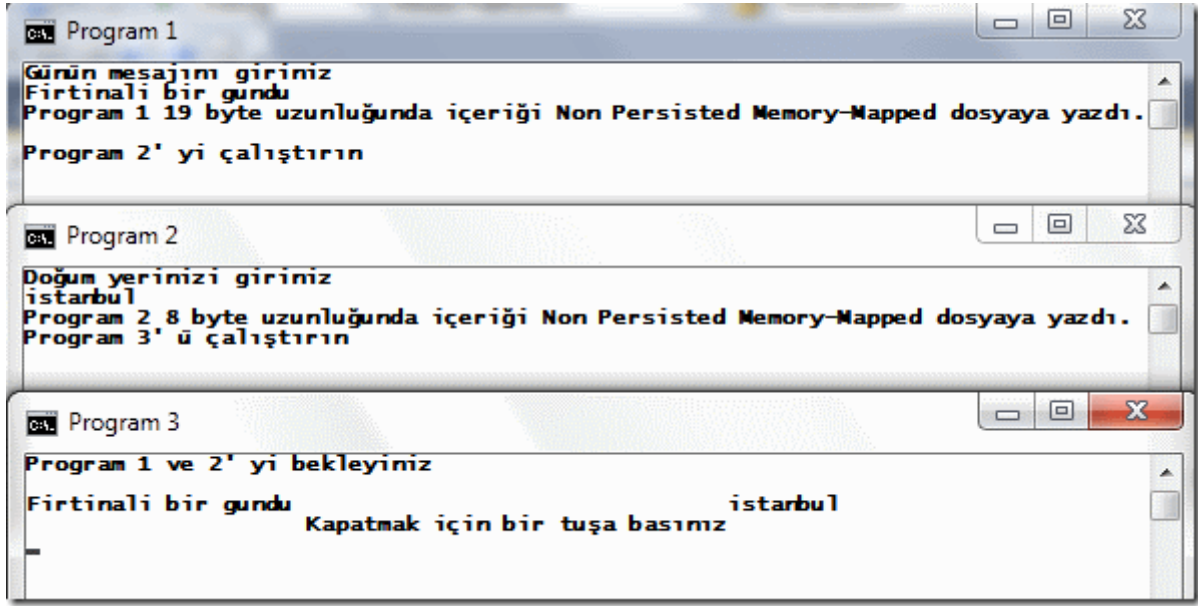 Program 1
Günün mesajını giriniz
Firtinali bir gundu
Program 1 19 byte uzunluğunda içeriği Non Persisted Memory-Mapped dosyaya yazdı.
Program 2' yi çalıştırın
Program 2
Doğum yerinizi giriniz
istanbul
Program 2 8 byte uzunluğunda içeriği Non Persisted Memory-Mapped dosyaya yazdı.
Program 3' ü çalıştırın
Program 3
Program 1 ve 2' yi bekleyiniz
Firtinali bir gundu istanbul
Kapatmak için bir tuşa basınız